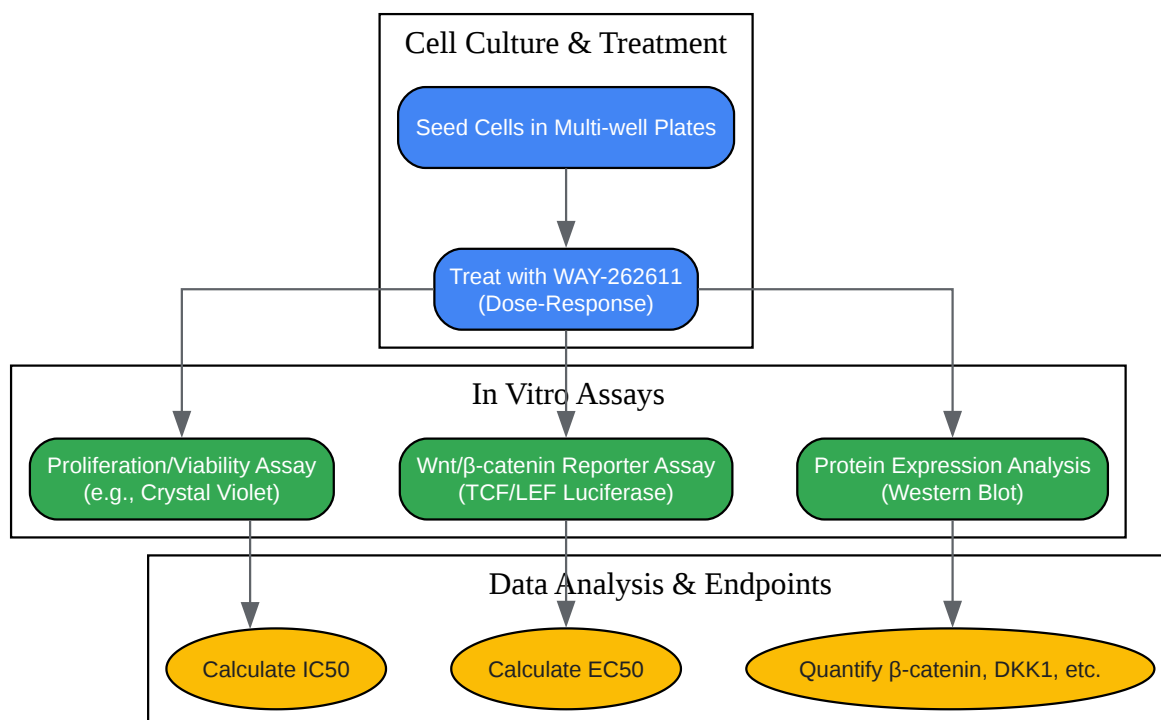 Cell Culture & Treatment
Seed Cells in Multi-well Plates
Treat with WAY-262611
(Dose-Response)
In Vitro Assays
Proliferation/Viability Assay
(e.g., Crystal Violet)
Wnt/β-catenin Reporter Assay
(TCF/LEF Luciferase)
Protein Expression Analysis
(Western Blot)
Data Analysis & Endpoints
Calculate IC50
Calculate EC50
Quantify β-catenin, DKK1, etc.